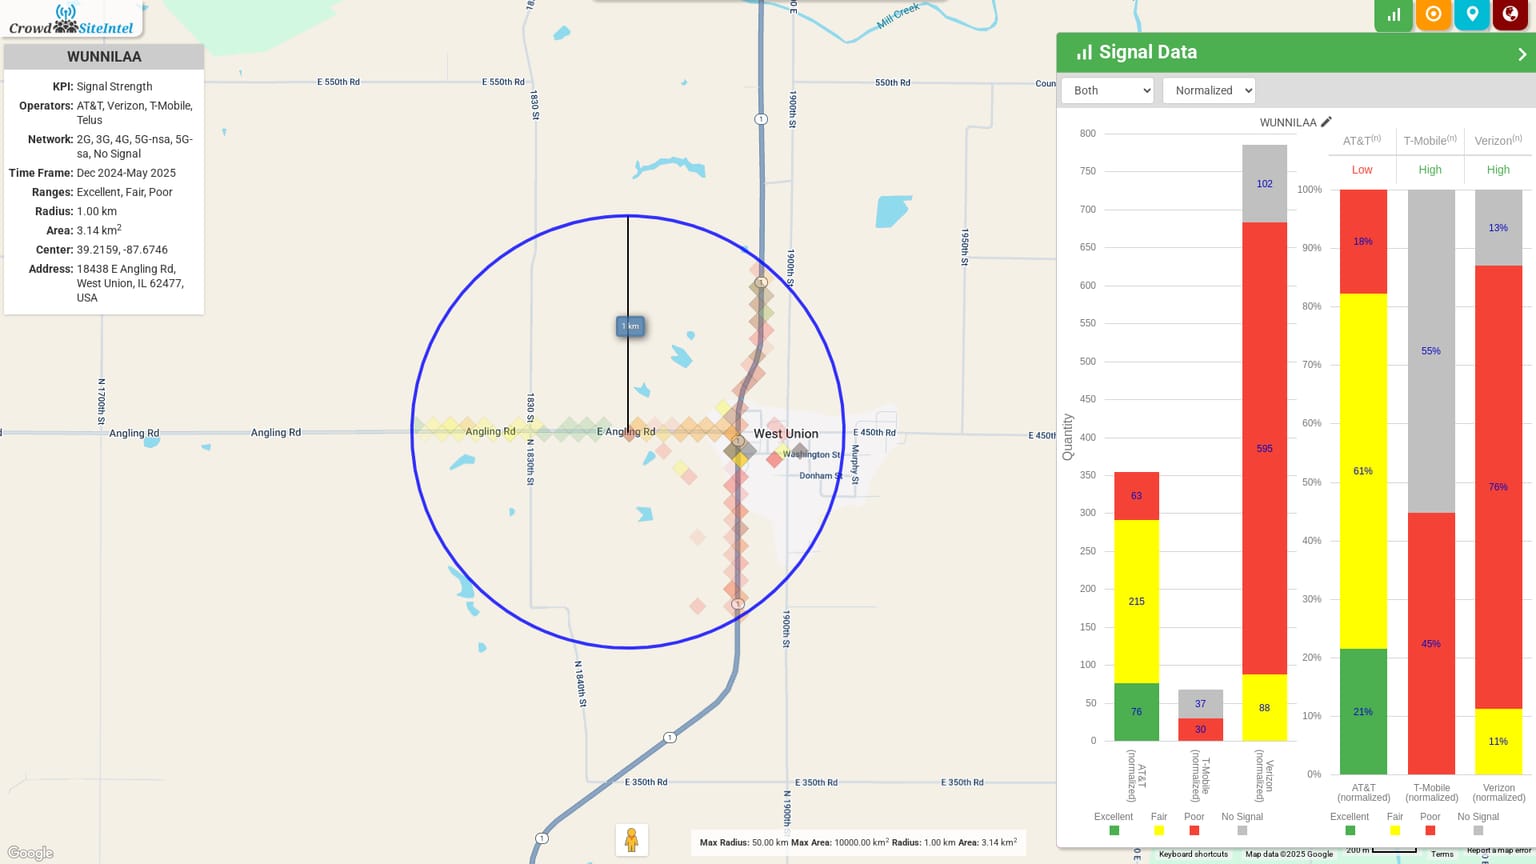 Crowd SiteIntel
WUNNILAA
KPI: Signal Strength
Operators: AT&T, Verizon, T-Mobile,
Telus
Network: 2G, 3G, 4G, 5G-nsa, 5G-
sa, No Signal
Time Frame: Dec 2024-May 2025
Ranges: Excellent, Fair, Poor
Radius: 1.00 km
Area: 3.14 km²
Center: 39.2159, -87.6746
Address: 18438 E Angling Rd,
West Union, IL 62477,
USA
Mill Creek
E 550th Rd
E 550th Rd
550th Rd
Coun
1830 St
1900th St
1
1950th St
1900th St
1
1 km
N 1700th St
1830 St
Angling Rd
Angling Rd
Angling Rd
E Angling Rd
West Union
E 450th Rd
E 450th
1
Washington St
Donham St
Murphy St
N 1830th St
1
1900th St
N 1840th St
1
E 350th Rd
E 350th Rd
E 350th Rd
N 1900th St
1
Google
Max Radius: 50.00 km Max Area: 10000.00 km² Radius: 1.00 km Area: 3.14 km²
Signal Data
Both
Normalized
WUNNILAA
Quantity
800
750
700
650
600
550
500
450
400
350
300
250
200
150
100
50
0
63
215
76
37
30
102
595
88
AT&T
(normalized)
T-Mobile
(normalized)
Verizon
(normalized)
Excellent Fair Poor No Signal
AT&T(n) T-Mobile(n) Verizon(n)
Low High High
100%
90%
80%
70%
60%
50%
40%
30%
20%
10%
0%
18%
61%
21%
55%
45%
13%
76%
11%
AT&T
(normalized)
T-Mobile
(normalized)
Verizon
(normalized)
Excellent Fair Poor No Signal
Keyboard shortcuts Map data ©2025 Google 200 m Terms Report a map error